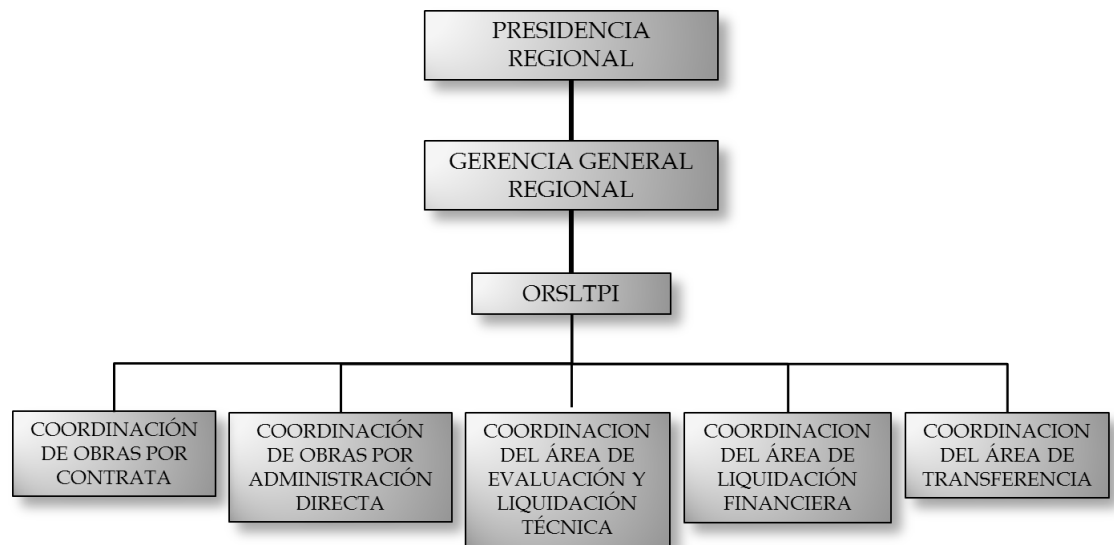 PRESIDENCIA
REGIONAL
GERENCIA GENERAL
REGIONAL
ORSLTPI
COORDINACIÓN
DE OBRAS POR
CONTRATA
COORDINACIÓN
DE OBRAS POR
ADMINISTRACIÓN
DIRECTA
COORDINACION
DEL ÁREA DE
EVALUACIÓN Y
LIQUIDACIÓN
TÉCNICA
COORDINACION
DEL ÁREA DE
LIQUIDACIÓN
FINANCIERA
COORDINACION
DEL ÁREA DE
TRANSFERENCIA